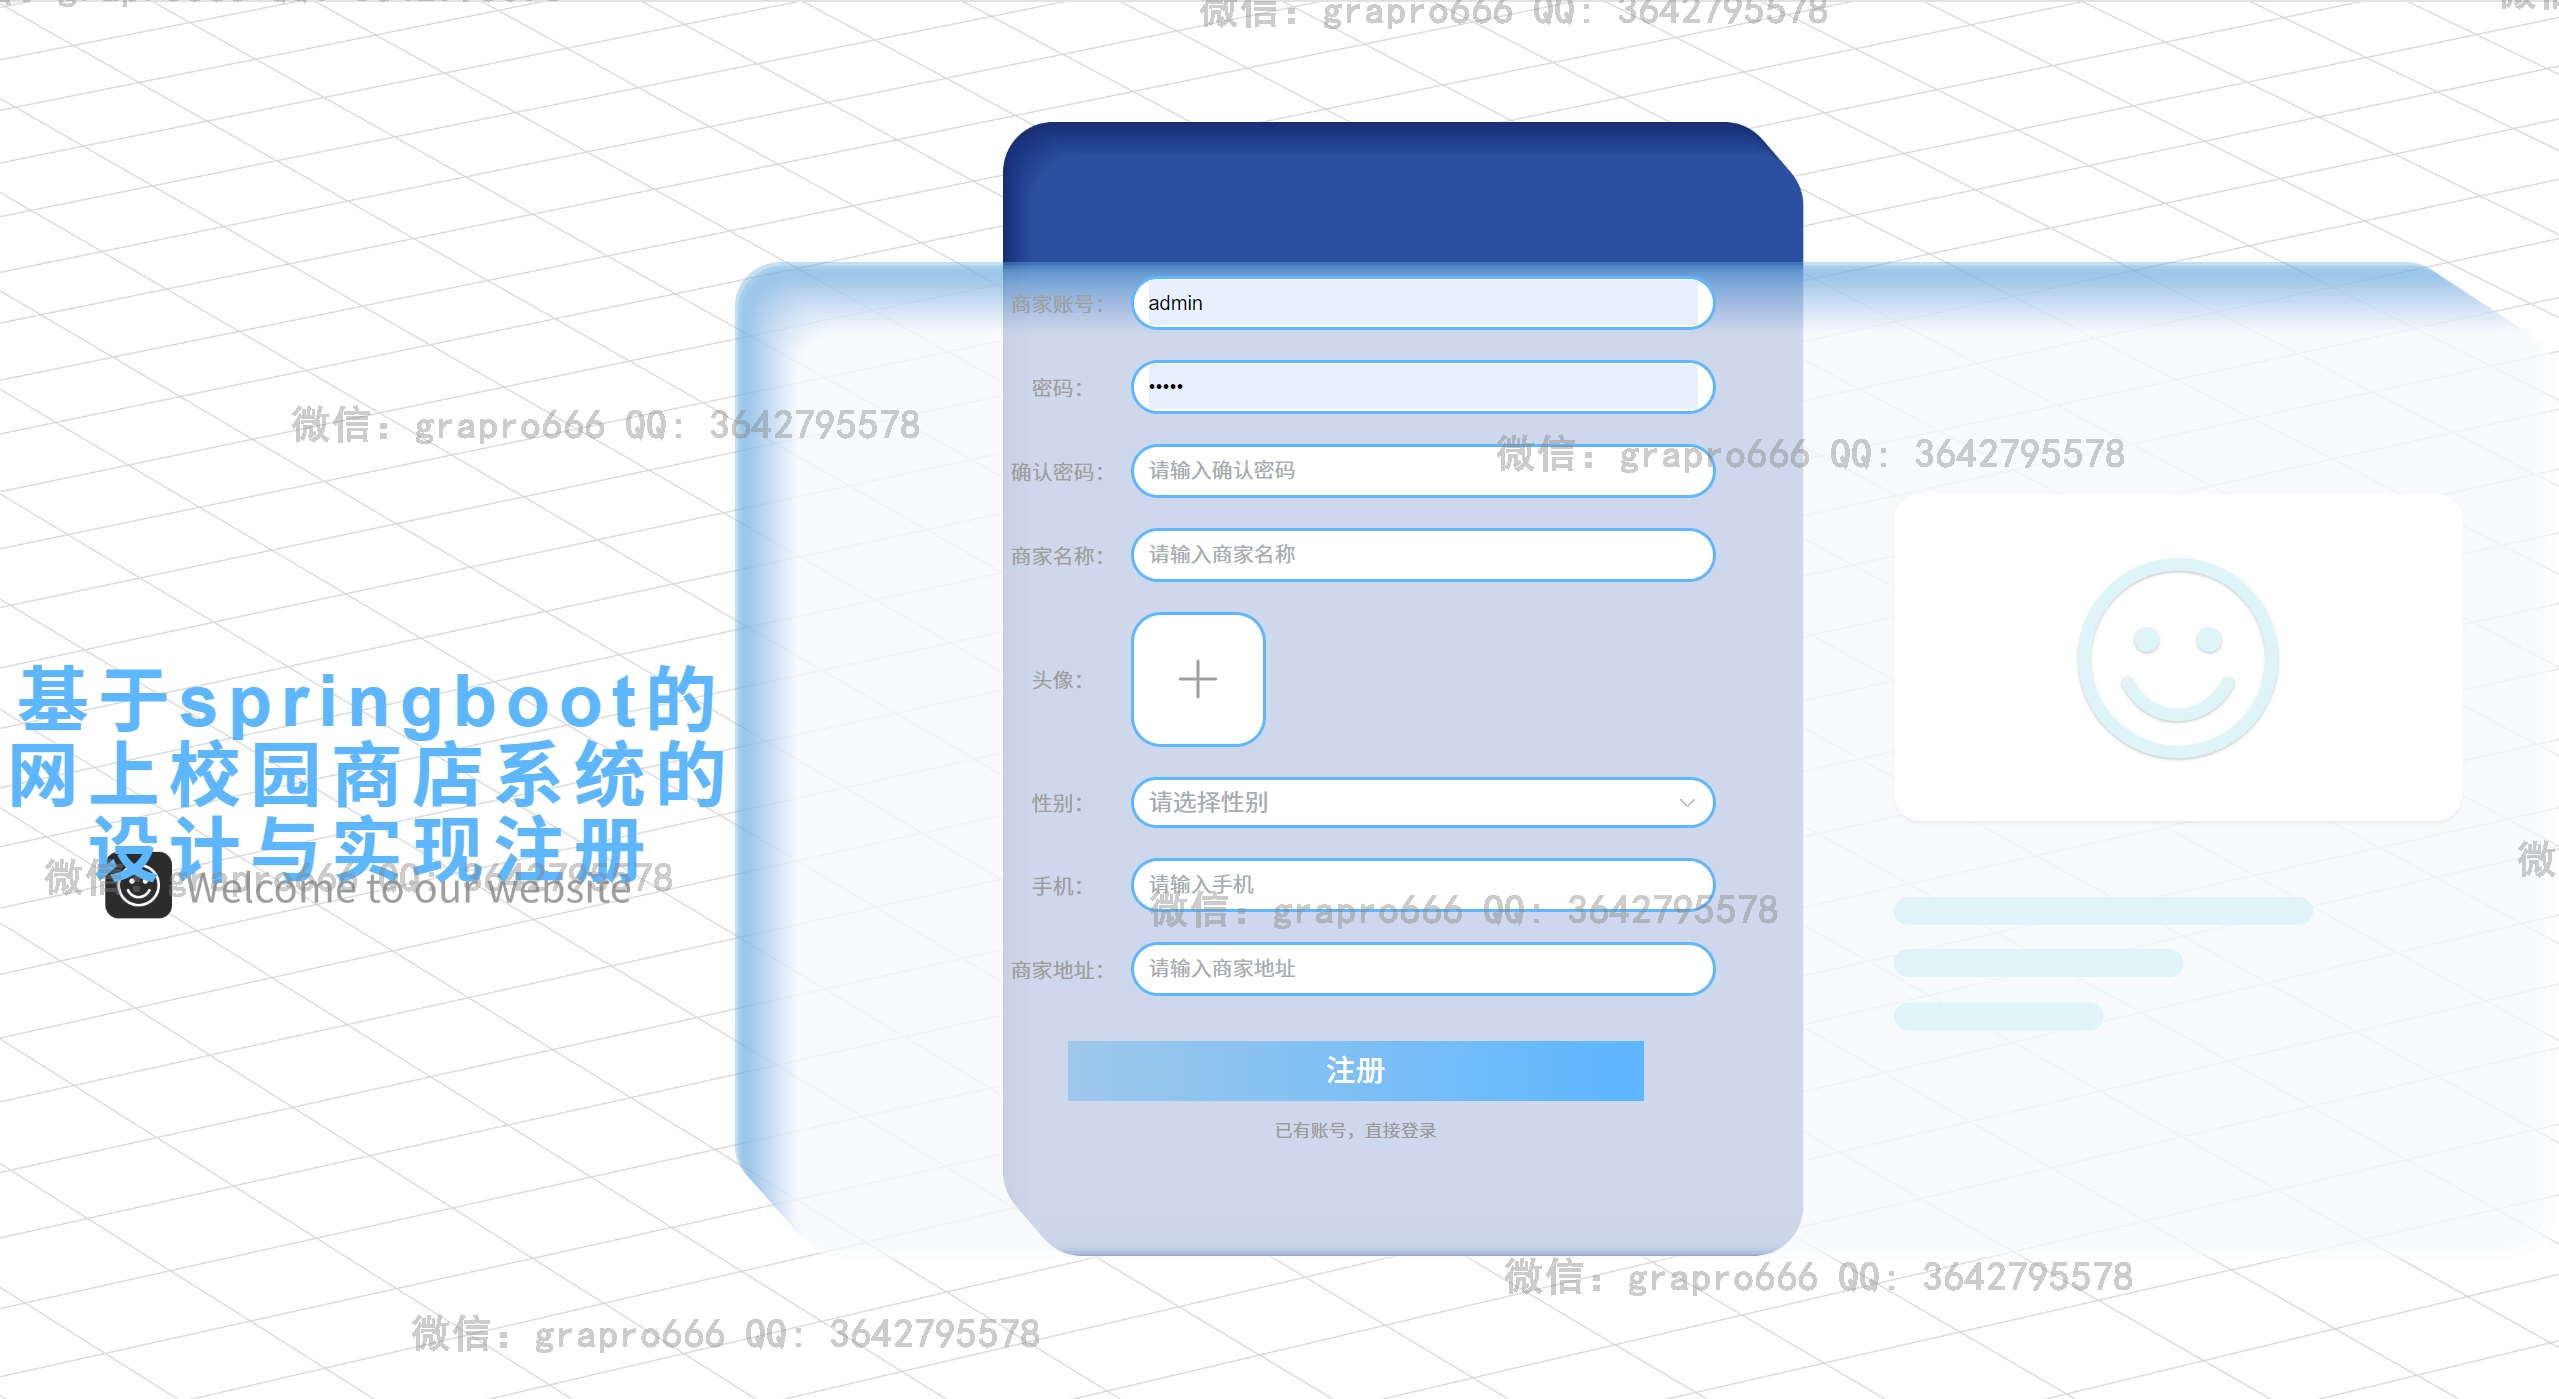 微信: grapro666 QQ: 3642795578
商家账号: admin
密码: •••••
微信: grapro666 QQ: 3642795578
微信: grapro666 QQ: 3642795578
确认密码: 请输入确认密码
商家名称: 请输入商家名称
头像:
基于springboot的
网上校园商店系统的
设计与实现注册
微信: grapro666 QQ: 3642795578
Welcome to our website
性别: 请选择性别
手机: 请输入手机
微信: grapro666 QQ: 3642795578
微
商家地址: 请输入商家地址
注册
已有账号，直接登录
微信: grapro666 QQ: 3642795578
微信: grapro666 QQ: 3642795578